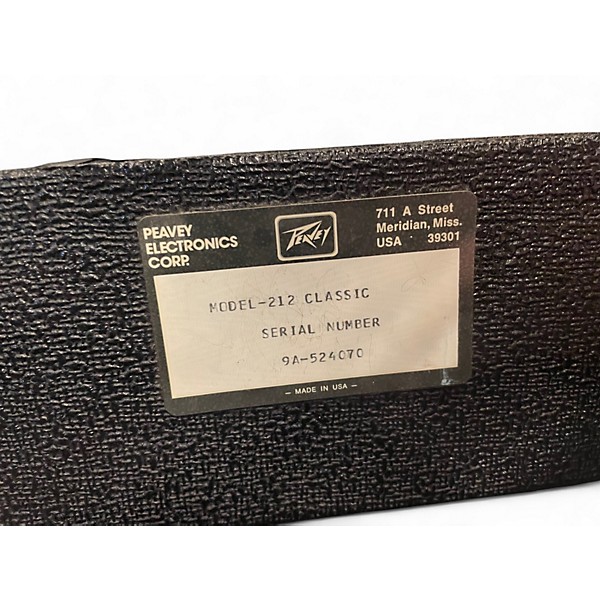 PEAVEY
ELECTRONICS
CORP.
PEAVEY
711 A Street
Meridian, Miss.
USA 39301
MODEL-212 CLASSIC
SERIAL NUMBER
9A-524070
— MADE IN USA —